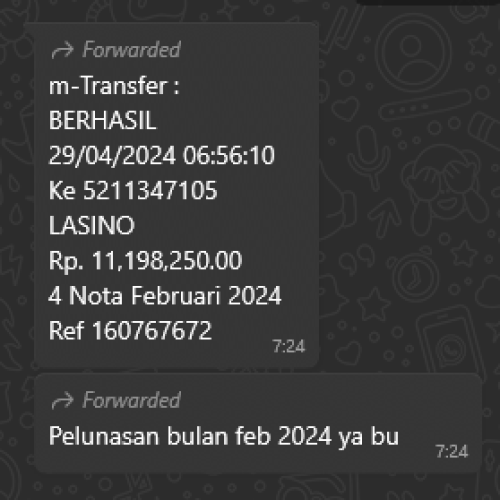 Forwarded
m-Transfer :
BERHASIL
29/04/2024 06:56:10
Ke 5211347105
LASINO
Rp. 11,198,250.00
4 Nota Februari 2024
Ref 160767672
7:24
Forwarded
Pelunasan bulan feb 2024 ya bu
7:24